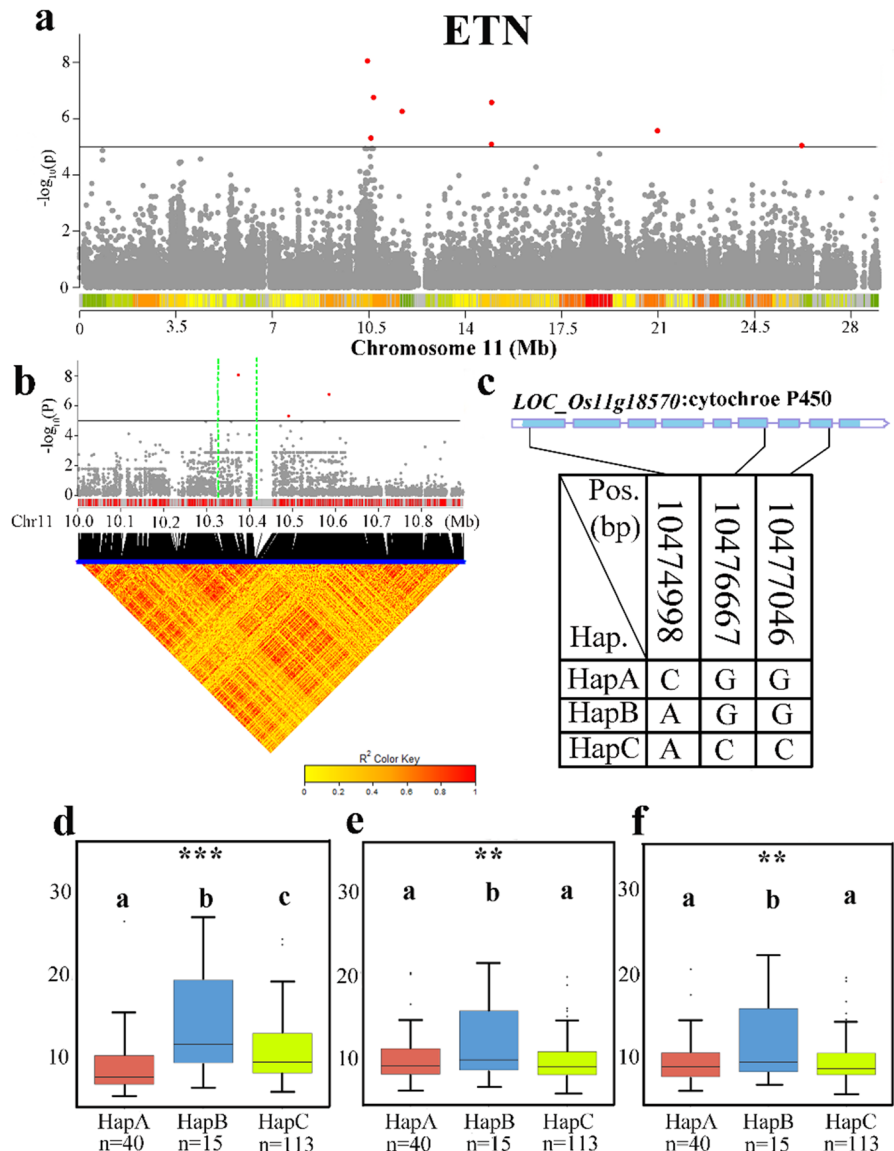 a
ETN
8
6
4
2
0
-log10(p)
0 3.5 7 10.5 14 17.5 21 24.5 28
Chromosome 11 (Mb)
b
8
6
4
2
0
-log10(P)
Chr11 10.0 10.1 10.2 10.3 10.4 10.5 10.6 10.7 10.8 (Mb)
R2 Color Key
0 0.2 0.4 0.6 0.8 1
c
LOC_Os11g18570:cytochroe P450
Pos. (bp) 10474998 10476667 10477046
Hap.
HapA C G G
HapB A G G
HapC A C C
d
***
a b c
30
20
10
HapA HapB HapC
n=40 n=15 n=113
e
**
a b a
30
20
10
HapA HapB HapC
n=40 n=15 n=113
f
**
a b a
30
20
10
HapA HapB HapC
n=40 n=15 n=113